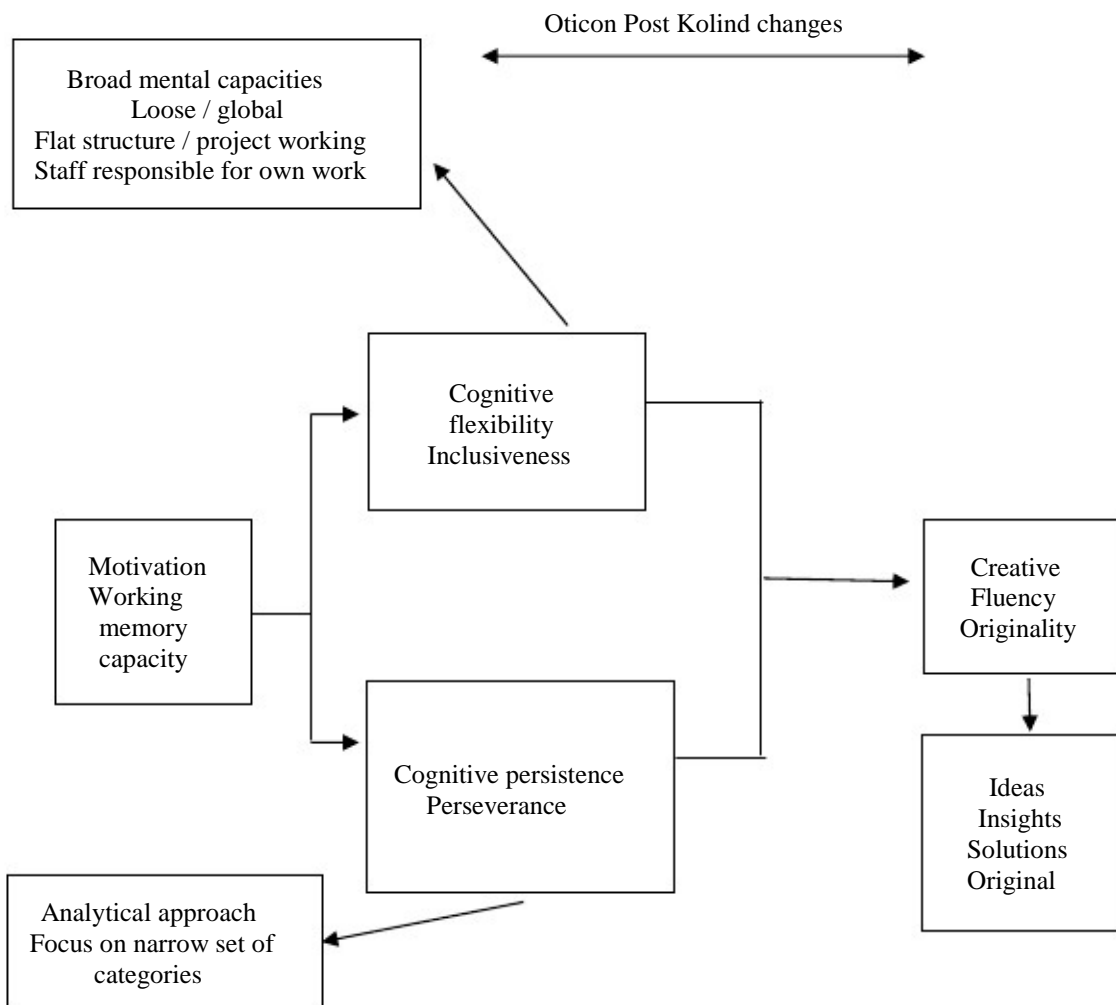 Oticon Post Kolind changes
Broad mental capacities
Loose / global
Flat structure / project working
Staff responsible for own work
Cognitive
flexibility
Inclusiveness
Motivation
Working
memory
capacity
Creative
Fluency
Originality
Cognitive persistence
Perseverance
Ideas
Insights
Solutions
Original
Analytical approach
Focus on narrow set of
categories